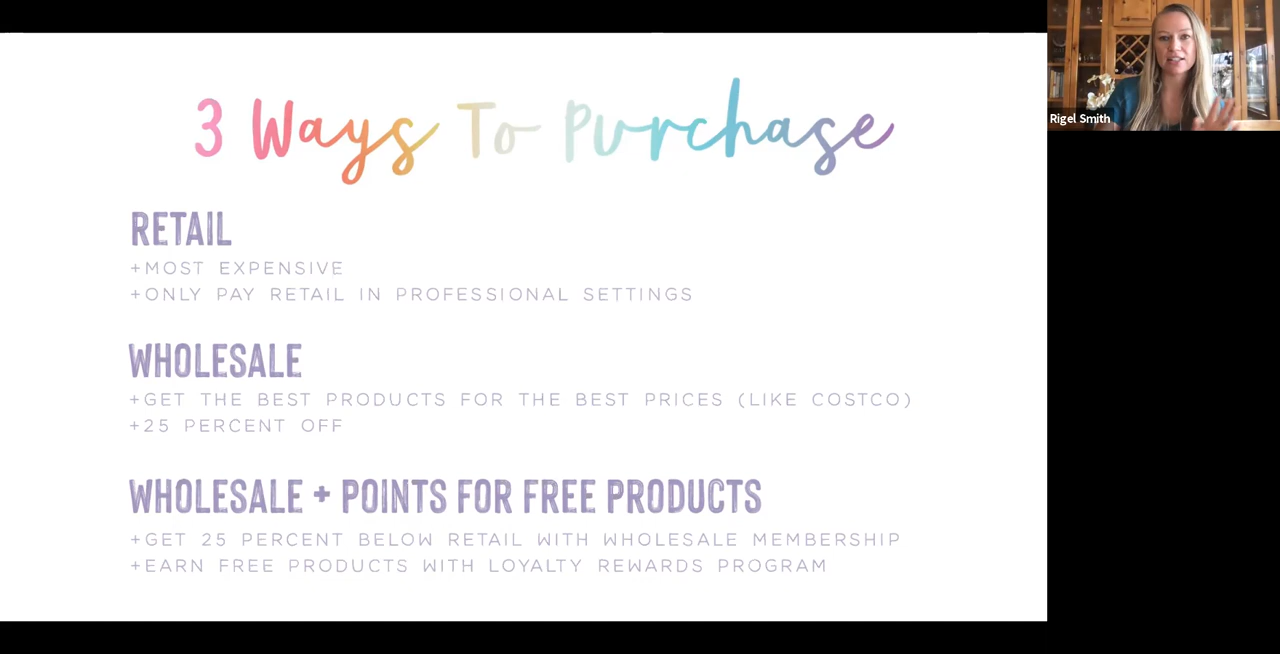 3 Ways To Purchase
Rigel Smith
RETAIL
+MOST EXPENSIVE
+ONLY PAY RETAIL IN PROFESSIONAL SETTINGS
WHOLESALE
+GET THE BEST PRODUCTS FOR THE BEST PRICES (LIKE COSTCO)
+25 PERCENT OFF
WHOLESALE + POINTS FOR FREE PRODUCTS
+GET 25 PERCENT BELOW RETAIL WITH WHOLESALE MEMBERSHIP
+EARN FREE PRODUCTS WITH LOYALTY REWARDS PROGRAM